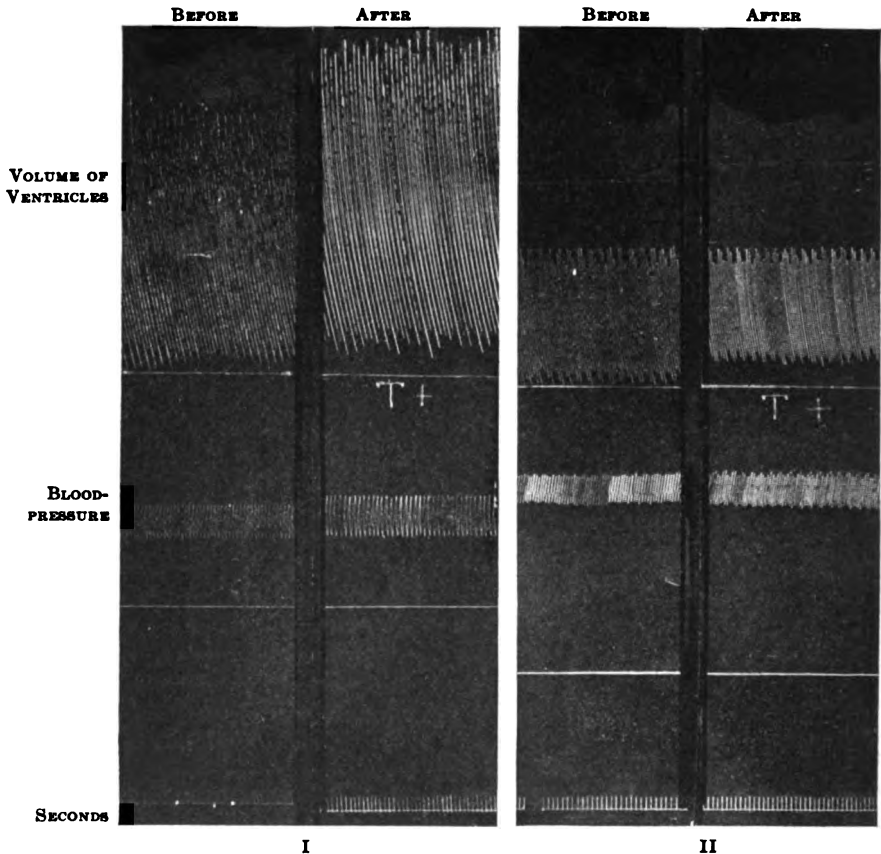 BEFORE AFTER BEFORE AFTER
VOLUME OF
VENTRICLES
T + T +
BLOOD-
PRESSURE
SECONDS
I II